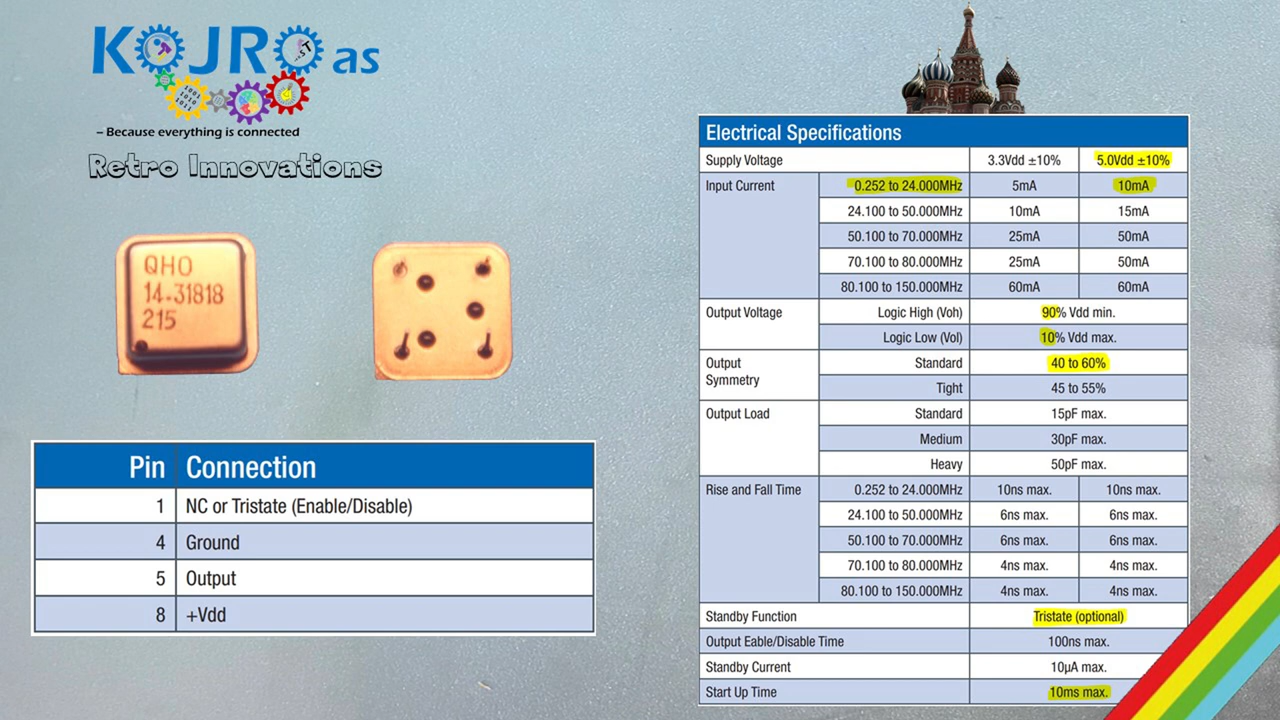 KOJRO as
1001
1010
1011
– Because everything is connected
Retro Innovations
QHO
14.31818
215
Pin Connection
1 NC or Tristate (Enable/Disable)
4 Ground
5 Output
8 +Vdd
Electrical Specifications
Supply Voltage 3.3Vdd ±10% 5.0Vdd ±10%
Input Current 0.252 to 24.000MHz 5mA 10mA
24.100 to 50.000MHz 10mA 15mA
50.100 to 70.000MHz 25mA 50mA
70.100 to 80.000MHz 25mA 50mA
80.100 to 150.000MHz 60mA 60mA
Output Voltage Logic High (Voh) 90% Vdd min.
Logic Low (Vol) 10% Vdd max.
Output Symmetry Standard 40 to 60%
Tight 45 to 55%
Output Load Standard 15pF max.
Medium 30pF max.
Heavy 50pF max.
Rise and Fall Time 0.252 to 24.000MHz 10ns max. 10ns max.
24.100 to 50.000MHz 6ns max. 6ns max.
50.100 to 70.000MHz 6ns max. 6ns max.
70.100 to 80.000MHz 4ns max. 4ns max.
80.100 to 150.000MHz 4ns max. 4ns max.
Standby Function Tristate (optional)
Output Eable/Disable Time 100ns max.
Standby Current 10µA max.
Start Up Time 10ms max.